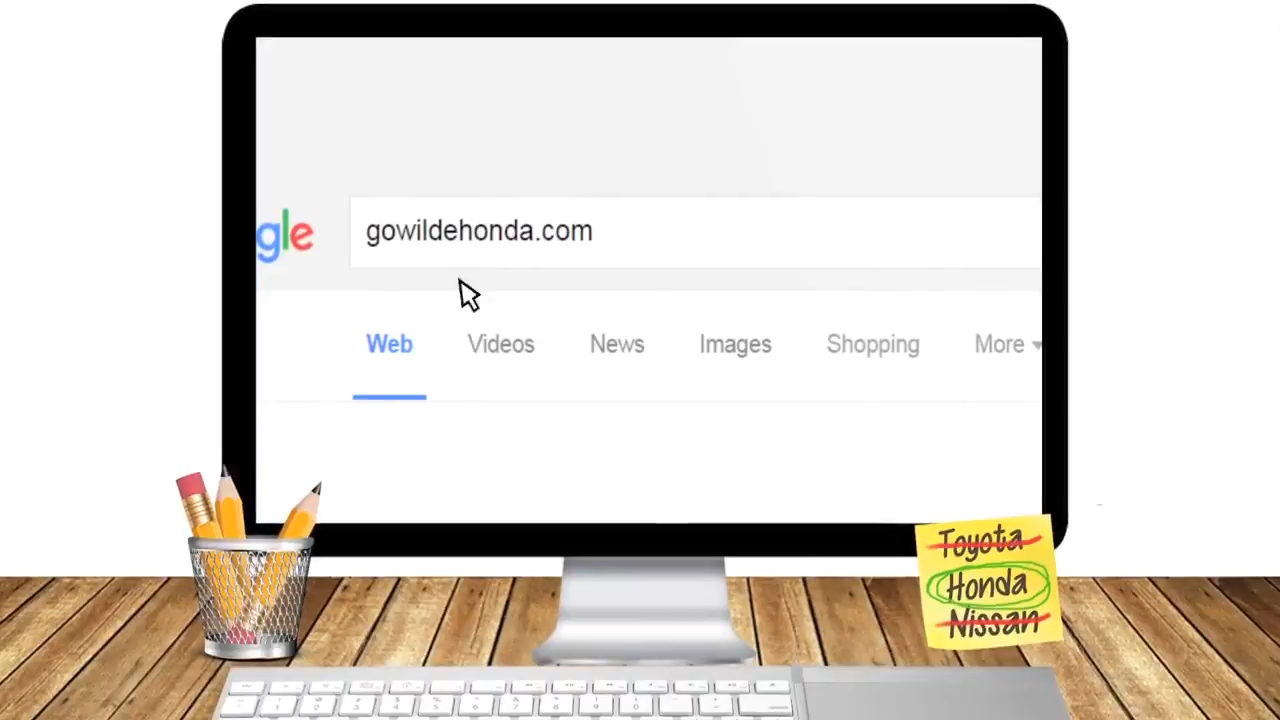 gle
gowildehonda.com
Web Videos News Images Shopping More
Toyota
Honda
Nissan